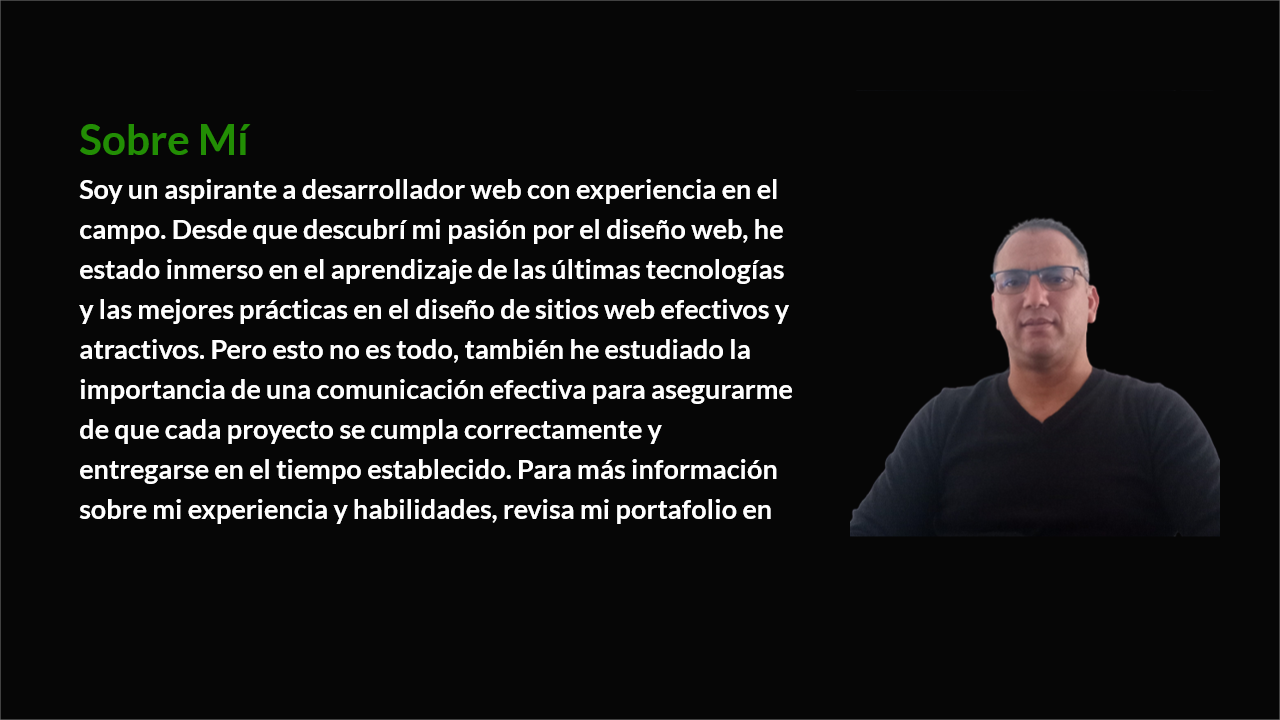 Sobre Mí
Soy un aspirante a desarrollador web con experiencia en el
campo. Desde que descubrí mi pasión por el diseño web, he
estado inmerso en el aprendizaje de las últimas tecnologías
y las mejores prácticas en el diseño de sitios web efectivos y
atractivos. Pero esto no es todo, también he estudiado la
importancia de una comunicación efectiva para asegurarme
de que cada proyecto se cumpla correctamente y
entregarse en el tiempo establecido. Para más información
sobre mi experiencia y habilidades, revisa mi portafolio en